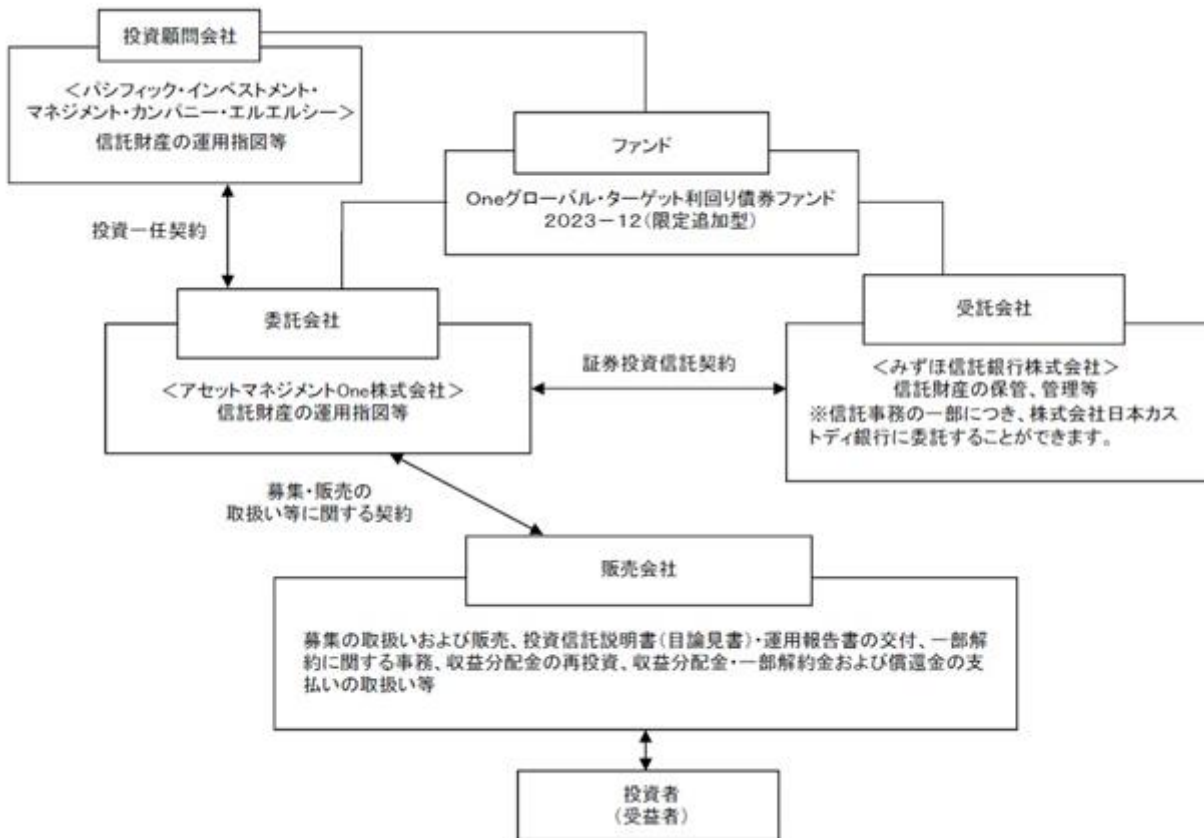 投資顧問会社
＜パシフィック・インベストメント・
マネジメント・カンパニー・エルエルシー＞
信託財産の運用指図等
ファンド
Oneグローバル・ターゲット利回り債券ファンド
2023－12（限定追加型）
投資一任契約
委託会社
＜アセットマネジメントOne株式会社＞
信託財産の運用指図等
証券投資信託契約
受託会社
＜みずほ信託銀行株式会社＞
信託財産の保管、管理等
※信託事務の一部につき、株式会社日本カス
トディ銀行に委託することができます。
募集・販売の
取扱い等に関する契約
販売会社
募集の取扱いおよび販売、投資信託説明書（目論見書）・運用報告書の交付、一部解
約に関する事務、収益分配金の再投資、収益分配金・一部解約金および償還金の支
払いの取扱い等
投資者
（受益者）